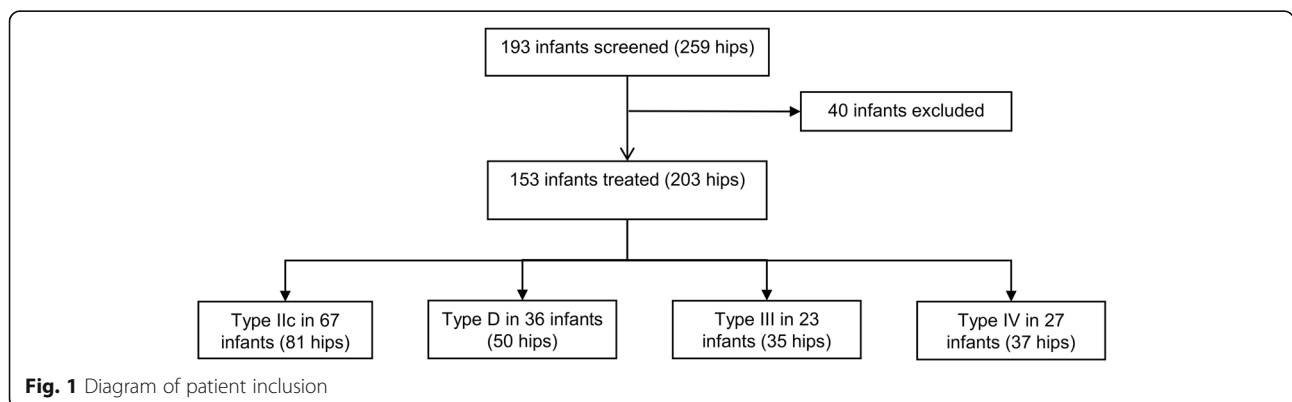 193 infants screened (259 hips)
40 infants excluded
153 infants treated (203 hips)
Type IIc in 67
infants (81 hips)
Type D in 36 infants
(50 hips)
Type III in 23
infants (35 hips)
Type IV in 27
infants (37 hips)
Fig. 1 Diagram of patient inclusion